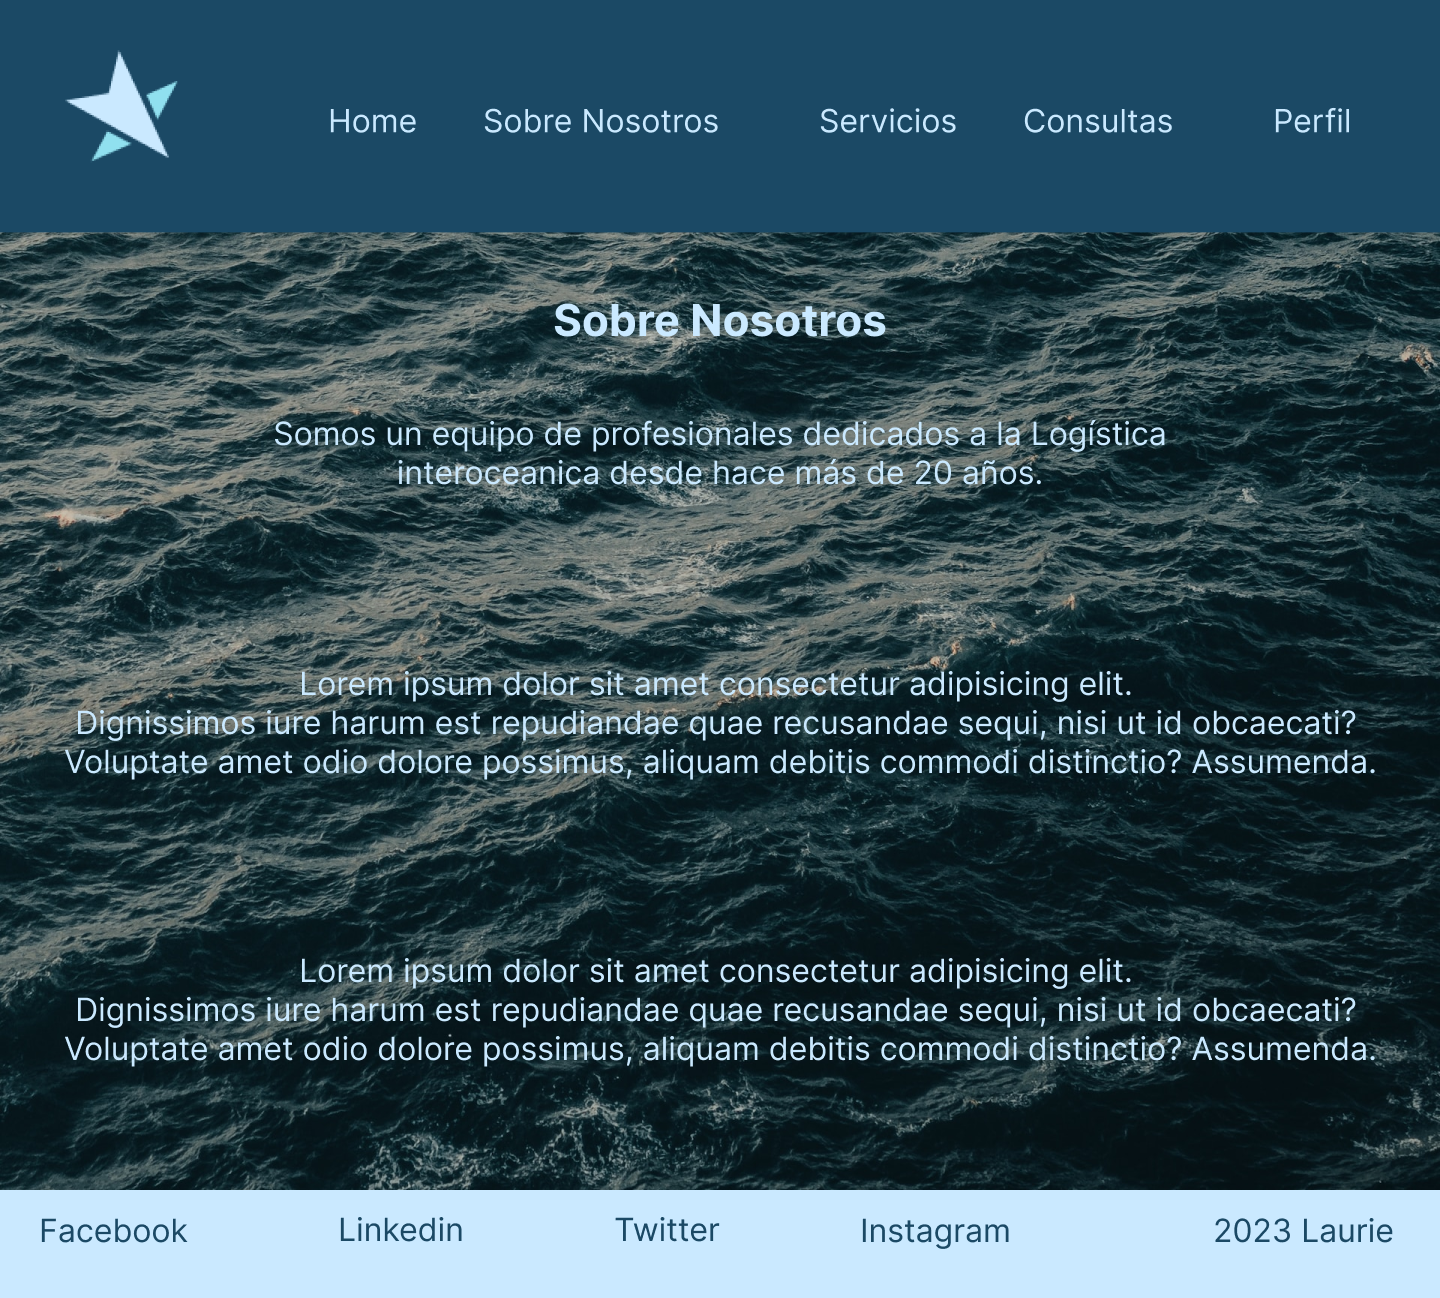 Home Sobre Nosotros Servicios Consultas Perfil
Sobre Nosotros
Somos un equipo de profesionales dedicados a la Logística
interoceanica desde hace más de 20 años.
Lorem ipsum dolor sit amet consectetur adipisicing elit.
Dignissimos iure harum est repudiandae quae recusandae sequi, nisi ut id obcaecati?
Voluptate amet odio dolore possimus, aliquam debitis commodi distinctio? Assumenda.
Lorem ipsum dolor sit amet consectetur adipisicing elit.
Dignissimos iure harum est repudiandae quae recusandae sequi, nisi ut id obcaecati?
Voluptate amet odio dolore possimus, aliquam debitis commodi distinctio? Assumenda.
Facebook Linkedin Twitter Instagram 2023 Laurie